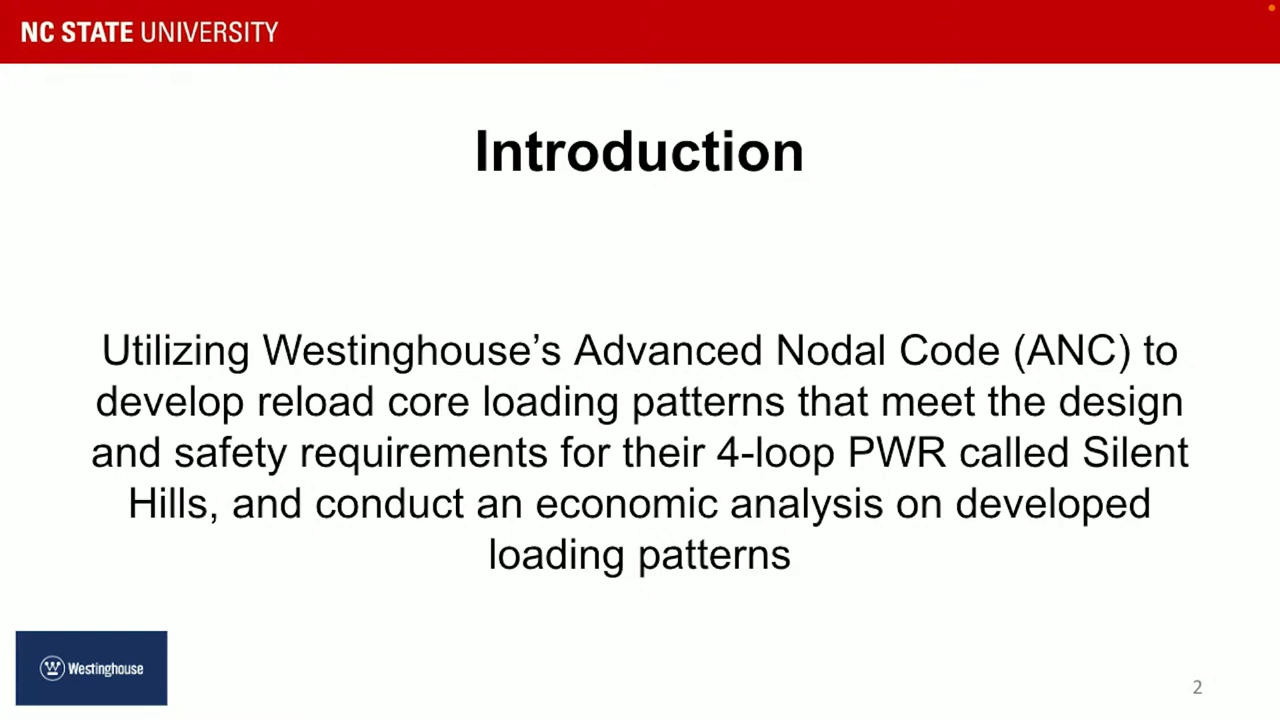 NC STATE UNIVERSITY
Introduction
Utilizing Westinghouse’s Advanced Nodal Code (ANC) to
develop reload core loading patterns that meet the design
and safety requirements for their 4-loop PWR called Silent
Hills, and conduct an economic analysis on developed
loading patterns
Westinghouse
2